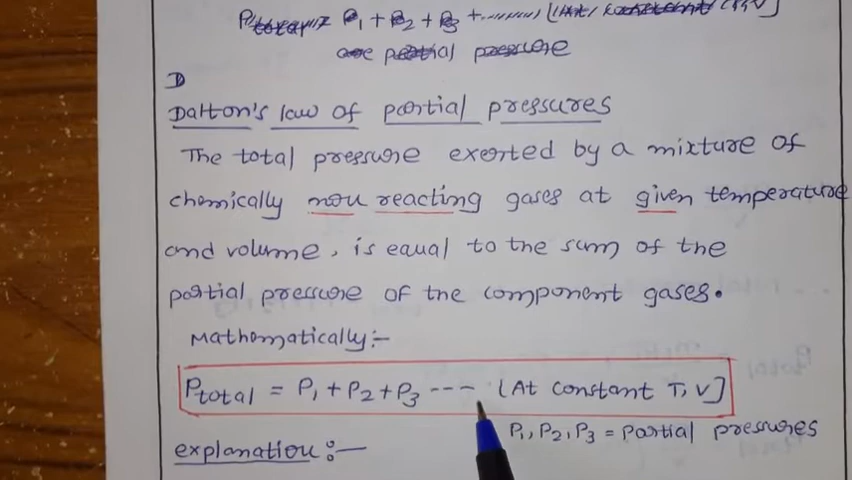 P₁ + P₂ + P₃ + ........
partial pressure
D
Dalton's law of partial pressures
The total pressure exerted by a mixture of
chemically non reacting gases at given temperature
and volume, is equal to the sum of the
partial pressure of the component gases.
Mathematically:-
Ptotal = P₁ + P₂ + P₃ --- [At constant T, V]
P₁, P₂, P₃ = partial pressures
explanation:-